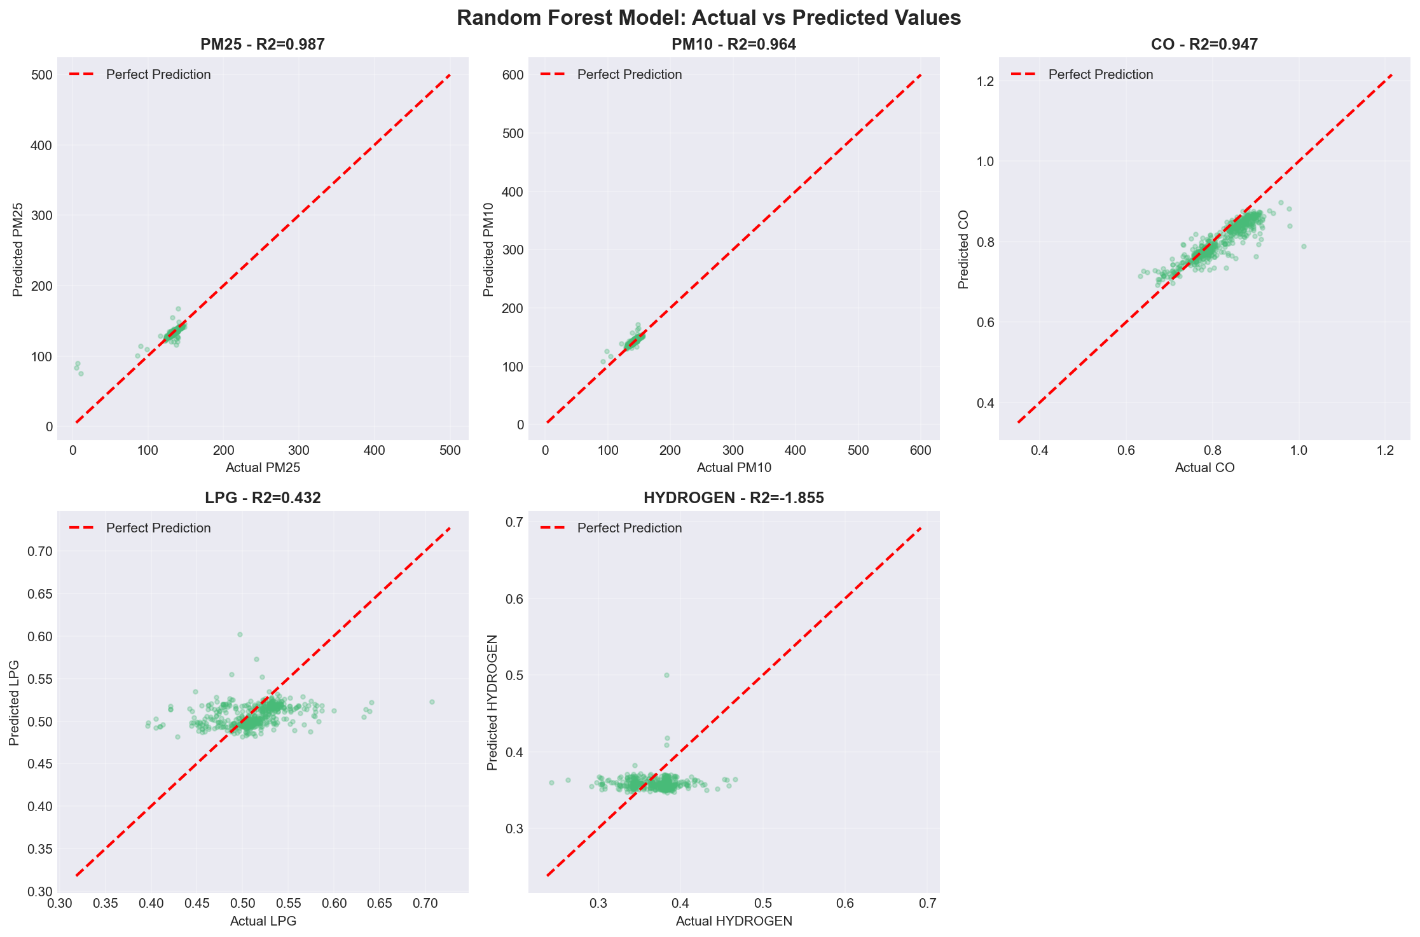 Random Forest Model: Actual vs Predicted Values
PM25 - R2=0.987
Perfect Prediction
500
400
300
200
100
0
Predicted PM25
0 100 200 300 400 500
Actual PM25
PM10 - R2=0.964
Perfect Prediction
600
500
400
300
200
100
0
Predicted PM10
0 100 200 300 400 500 600
Actual PM10
CO - R2=0.947
Perfect Prediction
1.2
1.0
0.8
0.6
0.4
Predicted CO
0.4 0.6 0.8 1.0 1.2
Actual CO
LPG - R2=0.432
Perfect Prediction
0.70
0.65
0.60
0.55
0.50
0.45
0.40
0.35
0.30
Predicted LPG
0.30 0.35 0.40 0.45 0.50 0.55 0.60 0.65 0.70
Actual LPG
HYDROGEN - R2=-1.855
Perfect Prediction
0.7
0.6
0.5
0.4
0.3
Predicted HYDROGEN
0.3 0.4 0.5 0.6 0.7
Actual HYDROGEN